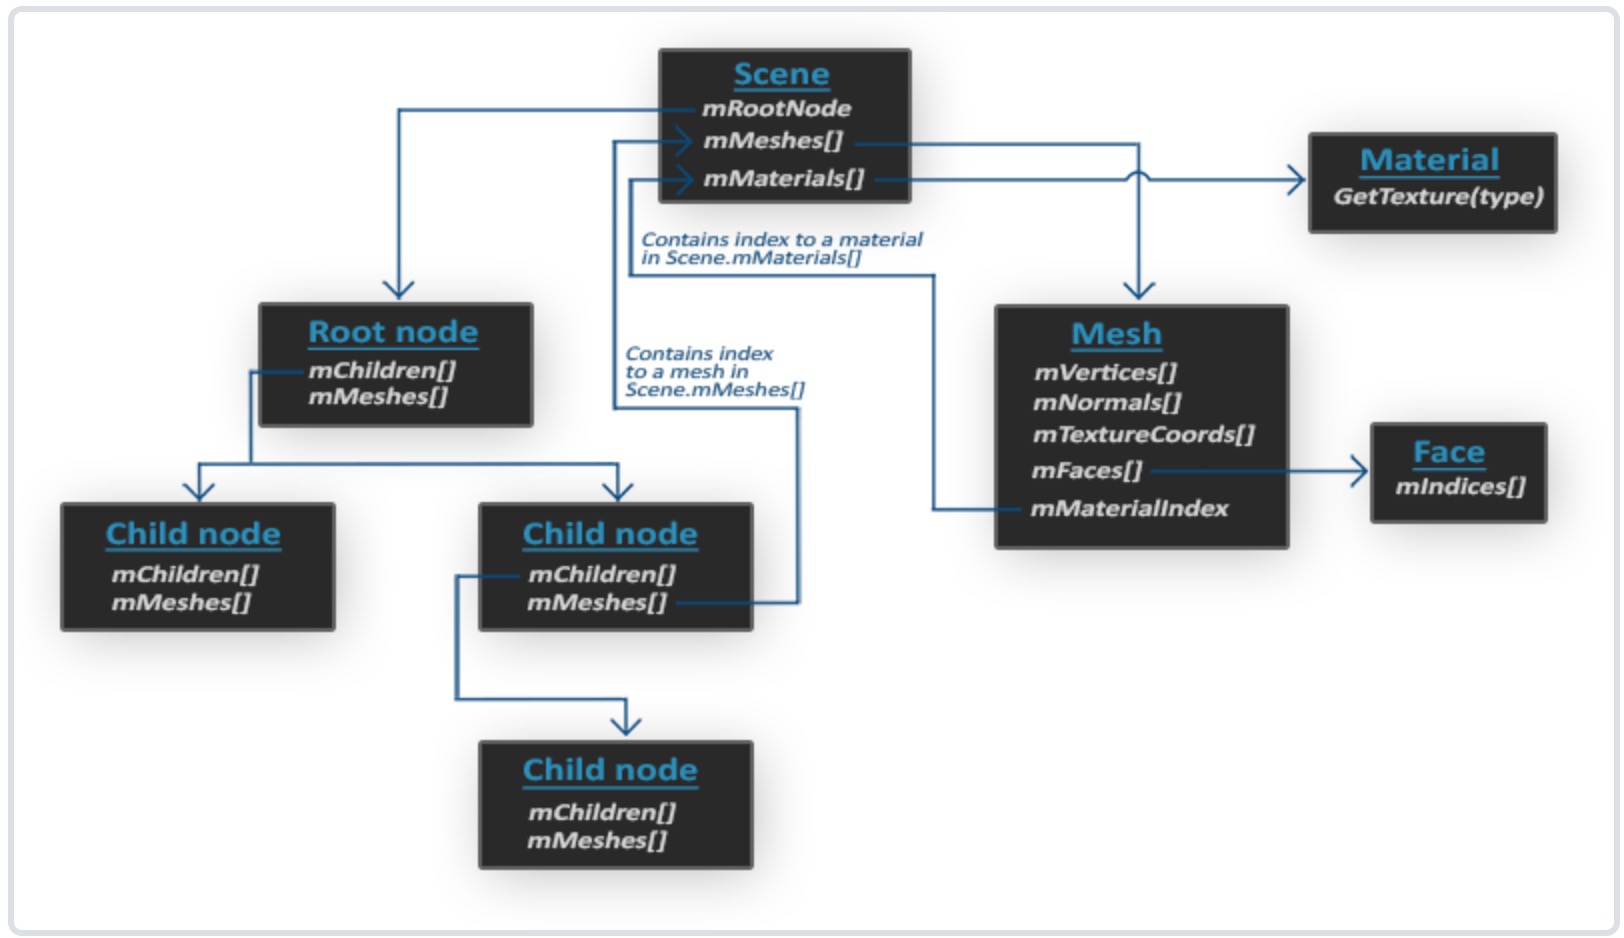 Scene
mRootNode
mMeshes[]
mMaterials[]
Material
GetTexture(type)
Contains index to a material
in Scene.mMaterials[]
Root node
mChildren[]
mMeshes[]
Contains index
to a mesh in
Scene.mMeshes[]
Mesh
mVertices[]
mNormals[]
mTextureCoords[]
mFaces[]
mMaterialIndex
Face
mIndices[]
Child node
mChildren[]
mMeshes[]
Child node
mChildren[]
mMeshes[]
Child node
mChildren[]
mMeshes[]